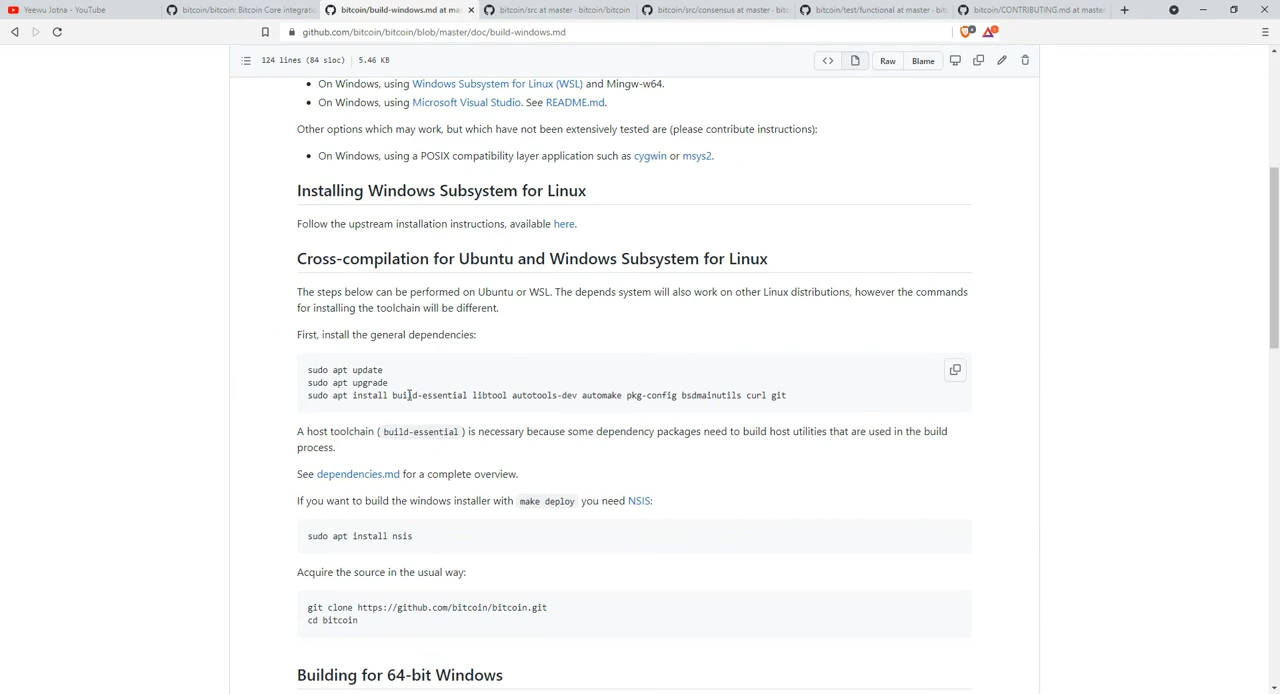 Yeewu Jotna - YouTube
bitcoin/bitcoin: Bitcoin Core integrati
bitcoin/build-windows.md at ma
bitcoin/src at master · bitcoin/bitcoin
bitcoin/src/consensus at master · bitc
bitcoin/test/functional at master · bit
bitcoin/CONTRIBUTING.md at master
github.com/bitcoin/bitcoin/blob/master/doc/build-windows.md
124 lines (84 sloc) 5.46 KB
Raw
Blame
• On Windows, using Windows Subsystem for Linux (WSL) and Mingw-w64.
• On Windows, using Microsoft Visual Studio. See README.md.
Other options which may work, but which have not been extensively tested are (please contribute instructions):
• On Windows, using a POSIX compatibility layer application such as cygwin or msys2.
Installing Windows Subsystem for Linux
Follow the upstream installation instructions, available here.
Cross-compilation for Ubuntu and Windows Subsystem for Linux
The steps below can be performed on Ubuntu or WSL. The depends system will also work on other Linux distributions, however the commands
for installing the toolchain will be different.
First, install the general dependencies:
sudo apt update
sudo apt upgrade
sudo apt install build-essential libtool autotools-dev automake pkg-config bsdmainutils curl git
A host toolchain ( build-essential ) is necessary because some dependency packages need to build host utilities that are used in the build
process.
See dependencies.md for a complete overview.
If you want to build the windows installer with make deploy you need NSIS:
sudo apt install nsis
Acquire the source in the usual way:
git clone https://github.com/bitcoin/bitcoin.git
cd bitcoin
Building for 64-bit Windows